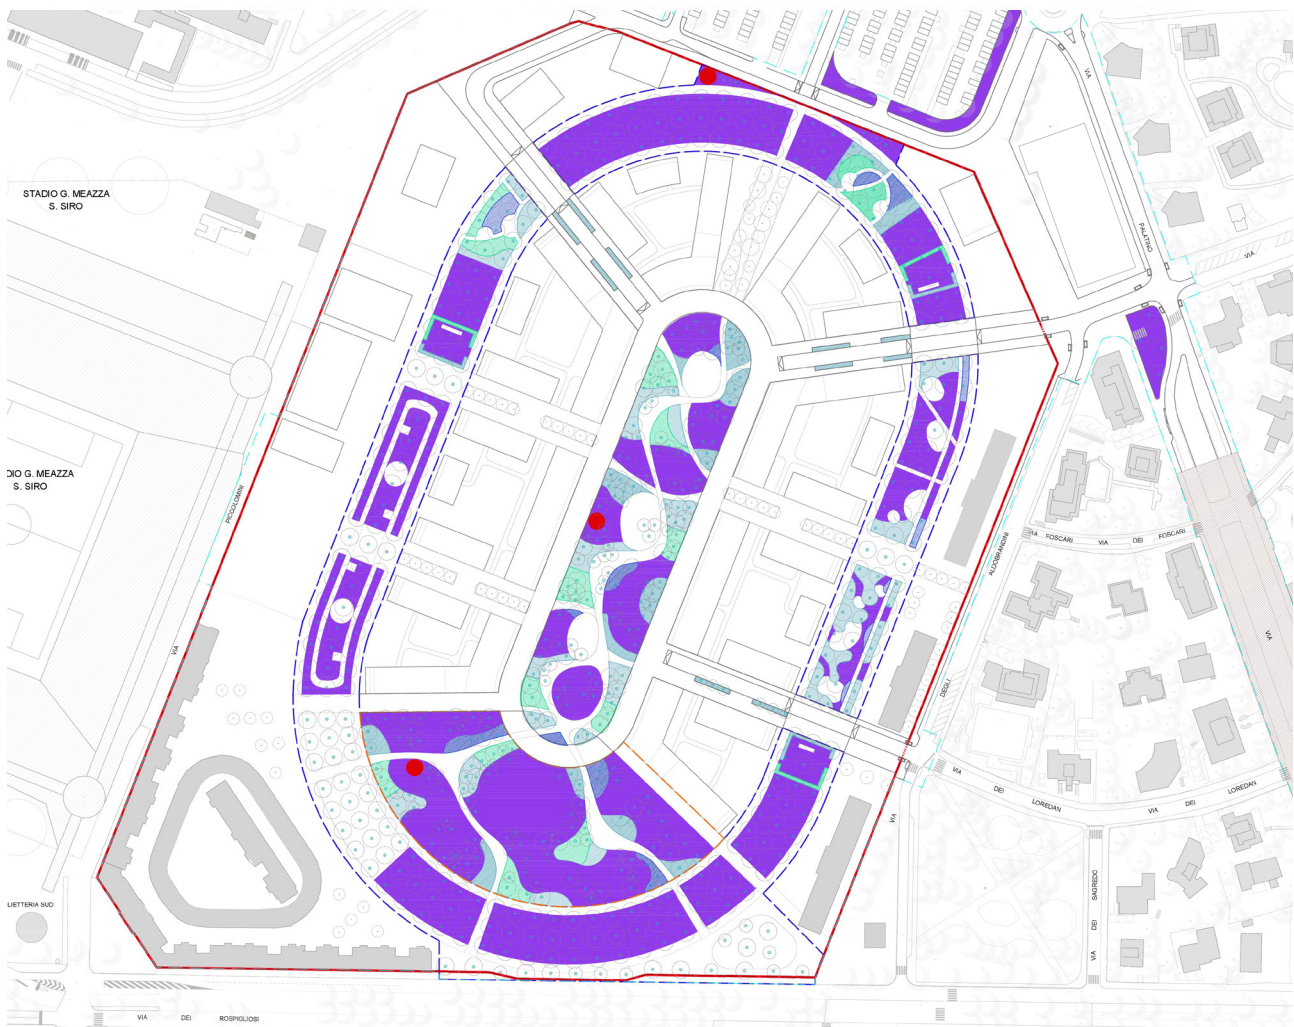 VIA
STADIO G. MEAZZA
S. SIRO
PALATINO
VIA
DIO G. MEAZZA
S. SIRO
PICCOLOMINI
VIA
ALDOBRANDINI
DEGLI
VIA
VIA FOSCARI VIA DEI FOSCARI
VIA
VIA DEI LOREDAN VIA DEI LOREDAN
SAGREDO
DEI
VIA
LIETTERIA SUD
VIA DEI ROSPIGLIOSI